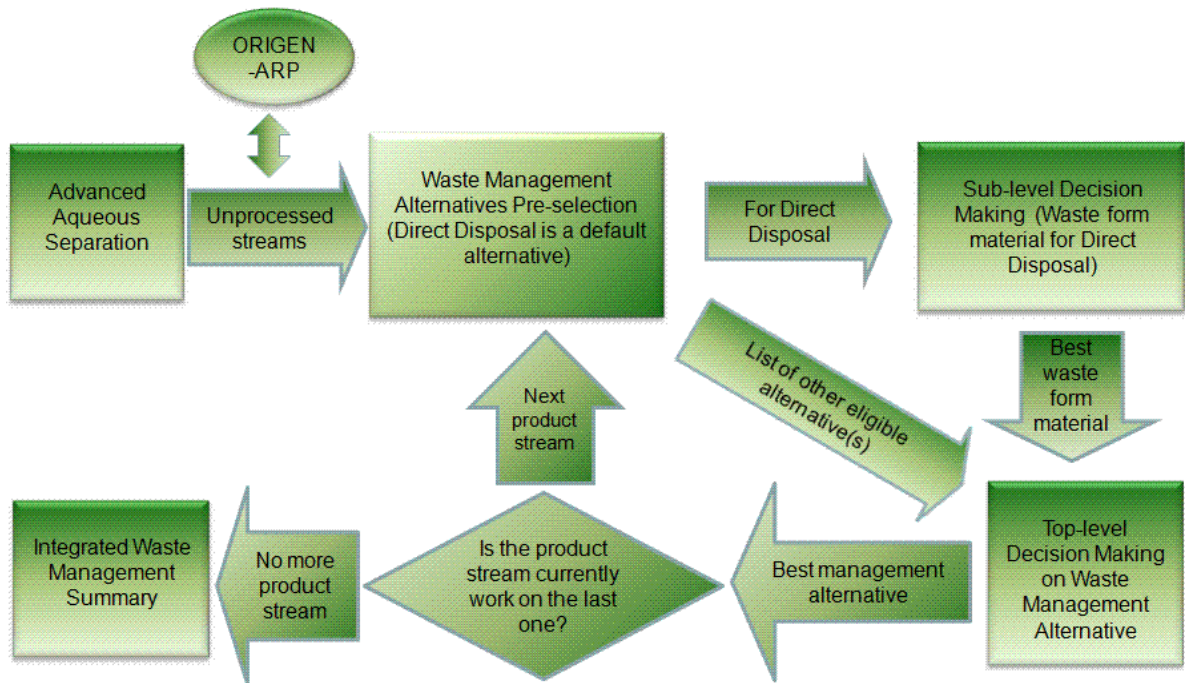 ORIGEN
-ARP
Advanced
Aqueous
Separation
Unprocessed
streams
Waste Management
Alternatives Pre-selection
(Direct Disposal is a default
alternative)
For Direct
Disposal
Sub-level Decision
Making (Waste form
material for Direct
Disposal)
List of other eligible
alternative(s)
Best
waste
form
material
Next
product
stream
Integrated Waste
Management
Summary
No more
product
stream
Is the product
stream currently
work on the last
one?
Best management
alternative
Top-level
Decision Making
on Waste
Management
Alternative